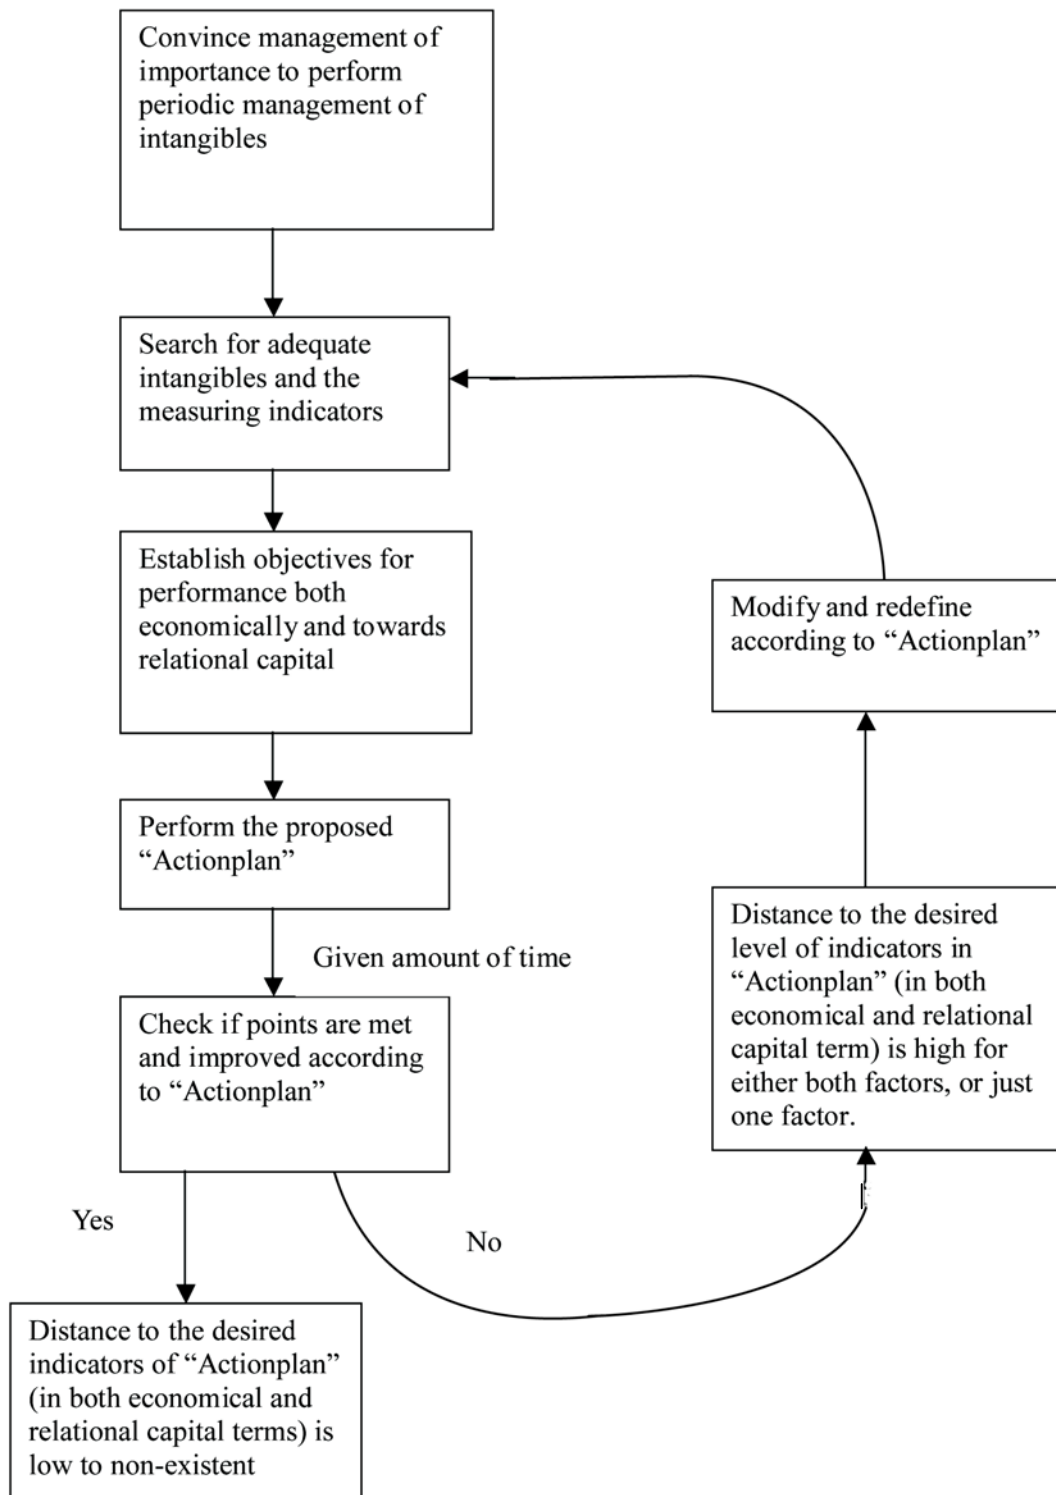 Convince management of
importance to perform
periodic management of
intangibles
Search for adequate
intangibles and the
measuring indicators
Establish objectives for
performance both
economically and towards
relational capital
Perform the proposed
“Actionplan”
Given amount of time
Check if points are met
and improved according
to “Actionplan”
Yes
No
Distance to the desired
indicators of “Actionplan”
(in both economical and
relational capital terms) is
low to non-existent
Distance to the desired
level of indicators in
“Actionplan” (in both
economical and relational
capital term) is high for
either both factors, or just
one factor.
Modify and redefine
according to “Actionplan”